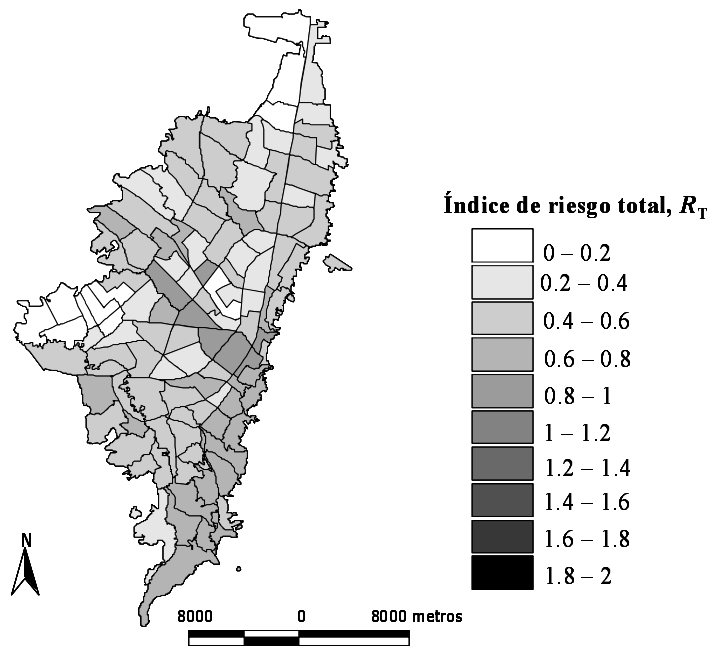 Índice de riesgo total, R_T
0 – 0.2
0.2 – 0.4
0.4 – 0.6
0.6 – 0.8
0.8 – 1
1 – 1.2
1.2 – 1.4
1.4 – 1.6
1.6 – 1.8
1.8 – 2
N
8000 0 8000 metros